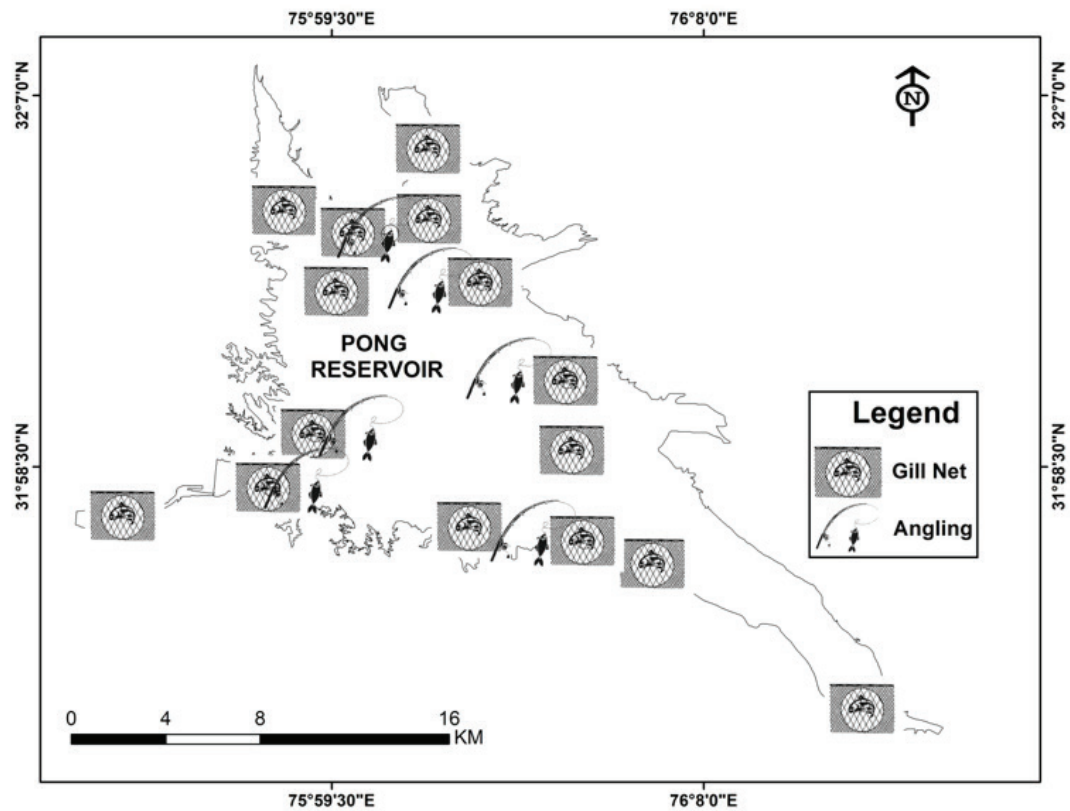 75°59'30"E 76°8'0"E
32°7'0"N 32°7'0"N
N
PONG
RESERVOIR
Legend
Gill Net
31°58'30"N 31°58'30"N
Angling
0 4 8 16
KM
75°59'30"E 76°8'0"E